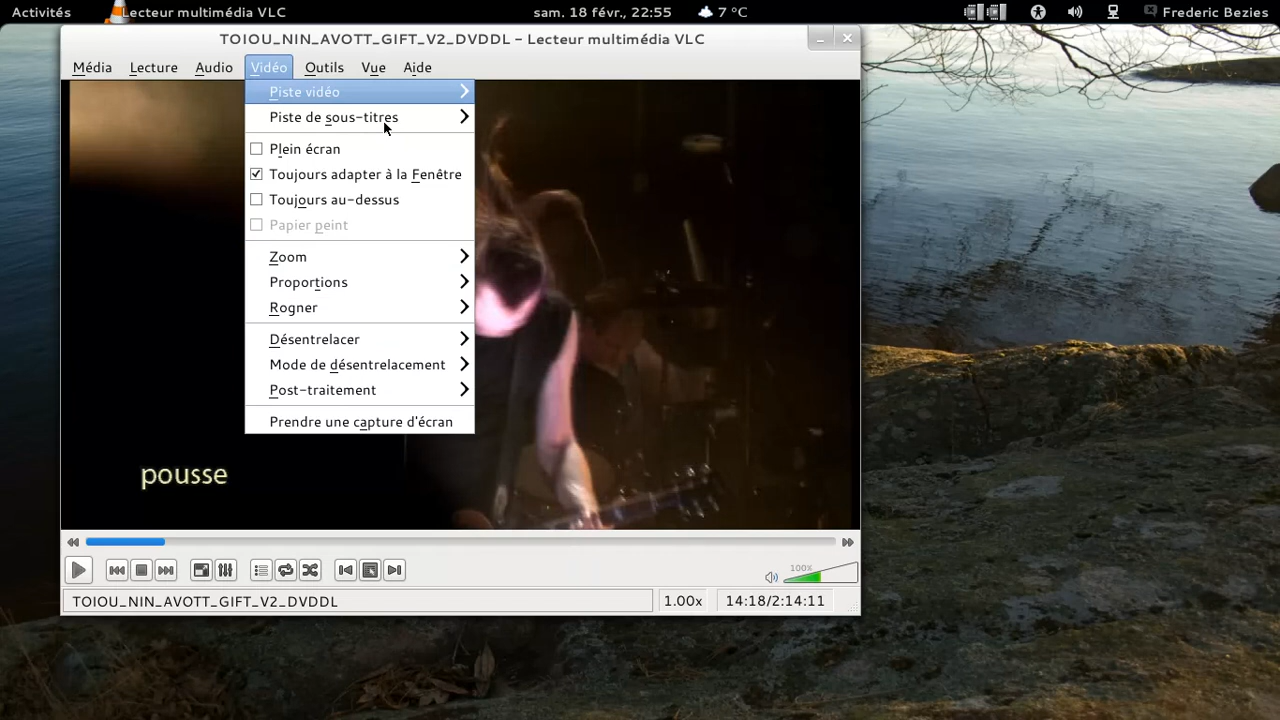 Activités
Lecteur multimédia VLC
sam. 18 févr., 22:55
7 °C
Frederic Bezies
TOIOU_NIN_AVOTT_GIFT_V2_DVDDL - Lecteur multimédia VLC
Média Lecture Audio Vidéo Outils Vue Aide
Piste vidéo
Piste de sous-titres
Plein écran
Toujours adapter à la Fenêtre
Toujours au-dessus
Papier peint
Zoom
Proportions
Rogner
Désentrelacer
Mode de désentrelacement
Post-traitement
Prendre une capture d'écran
pousse
100%
TOIOU_NIN_AVOTT_GIFT_V2_DVDDL
1.00x
14:18/2:14:11